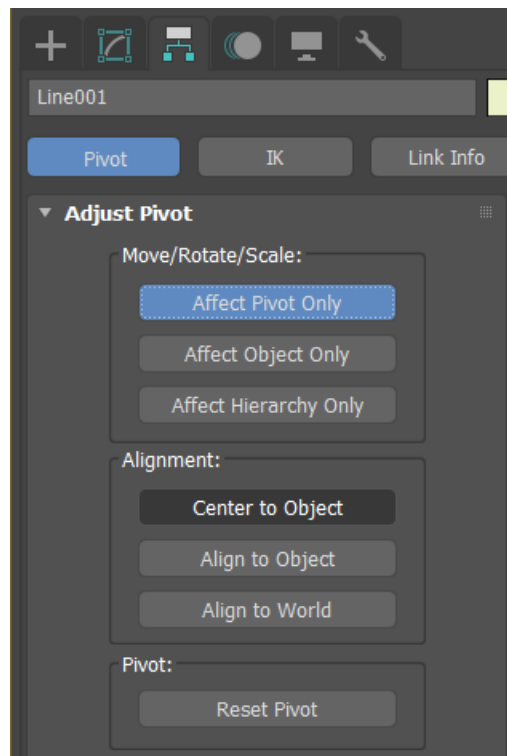 Line001
Pivot
IK
Link Info
Adjust Pivot
Move/Rotate/Scale:
Affect Pivot Only
Affect Object Only
Affect Hierarchy Only
Alignment:
Center to Object
Align to Object
Align to World
Pivot:
Reset Pivot